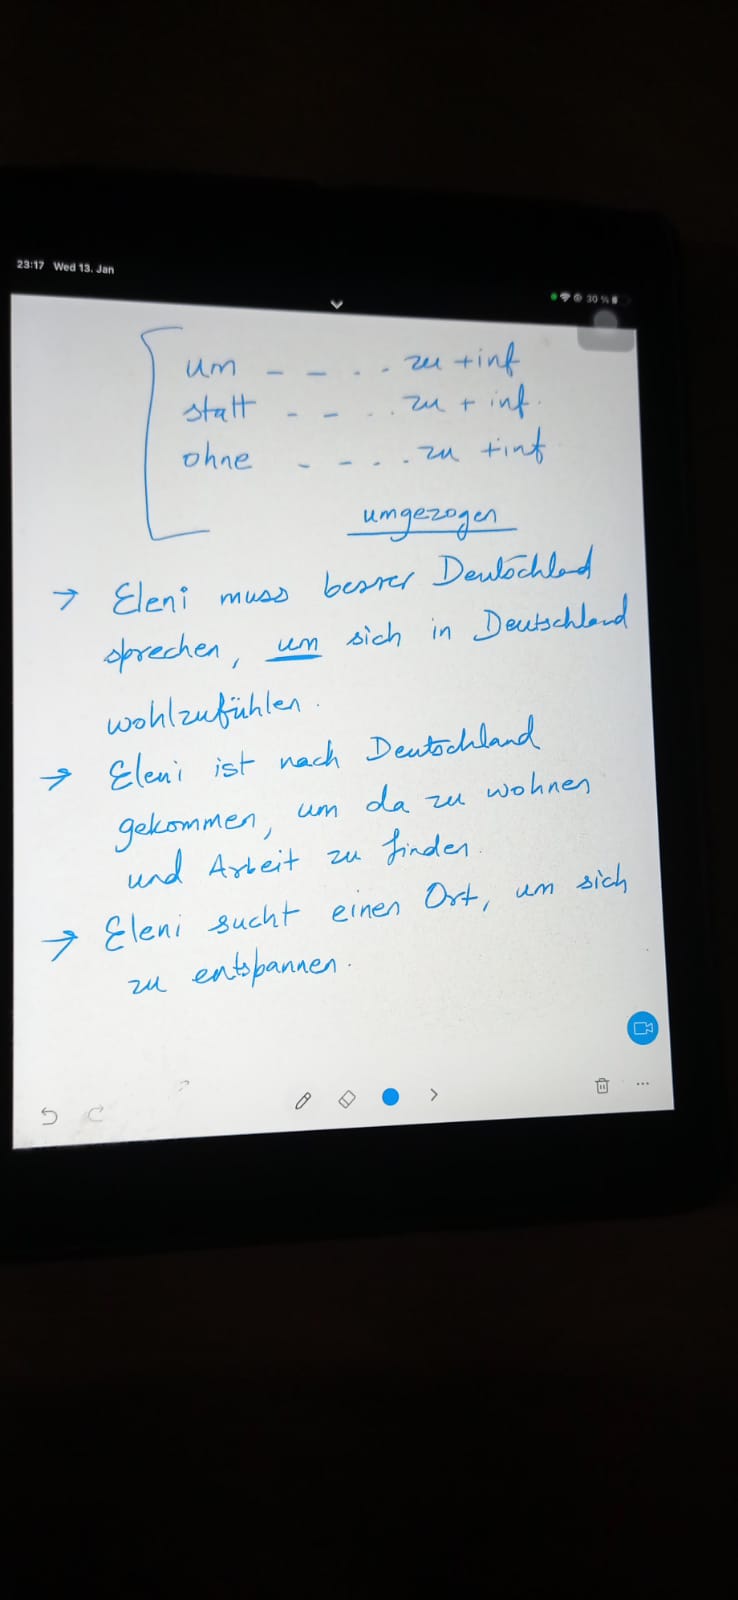 23:17 Wed 13. Jan
30 %
um _ _ . . zu + inf
statt _ _ . . zu + inf.
ohne _ _ . . . zu + inf
umgezogen
→ Eleni muss besser Deutschland
sprechen, um sich in Deutschland
wohlzufühlen.
→ Eleni ist nach Deutschland
gekommen, um da zu wohnen
und Arbeit zu finden.
→ Eleni sucht einen Ort, um sich
zu entspannen.